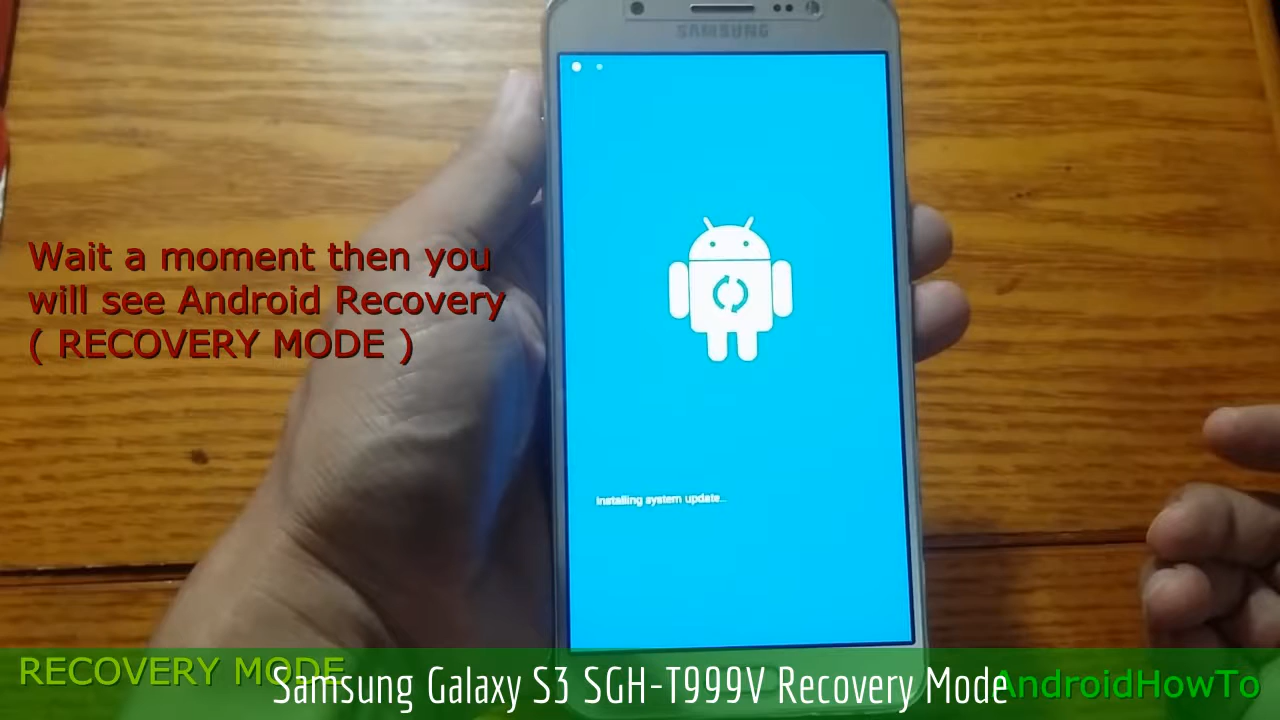 SAMSUNG
Wait a moment then you
will see Android Recovery
( RECOVERY MODE )
Installing system update...
RECOVERY MODE
Samsung Galaxy S3 SGH-T999V Recovery Mode
AndroidHowTo